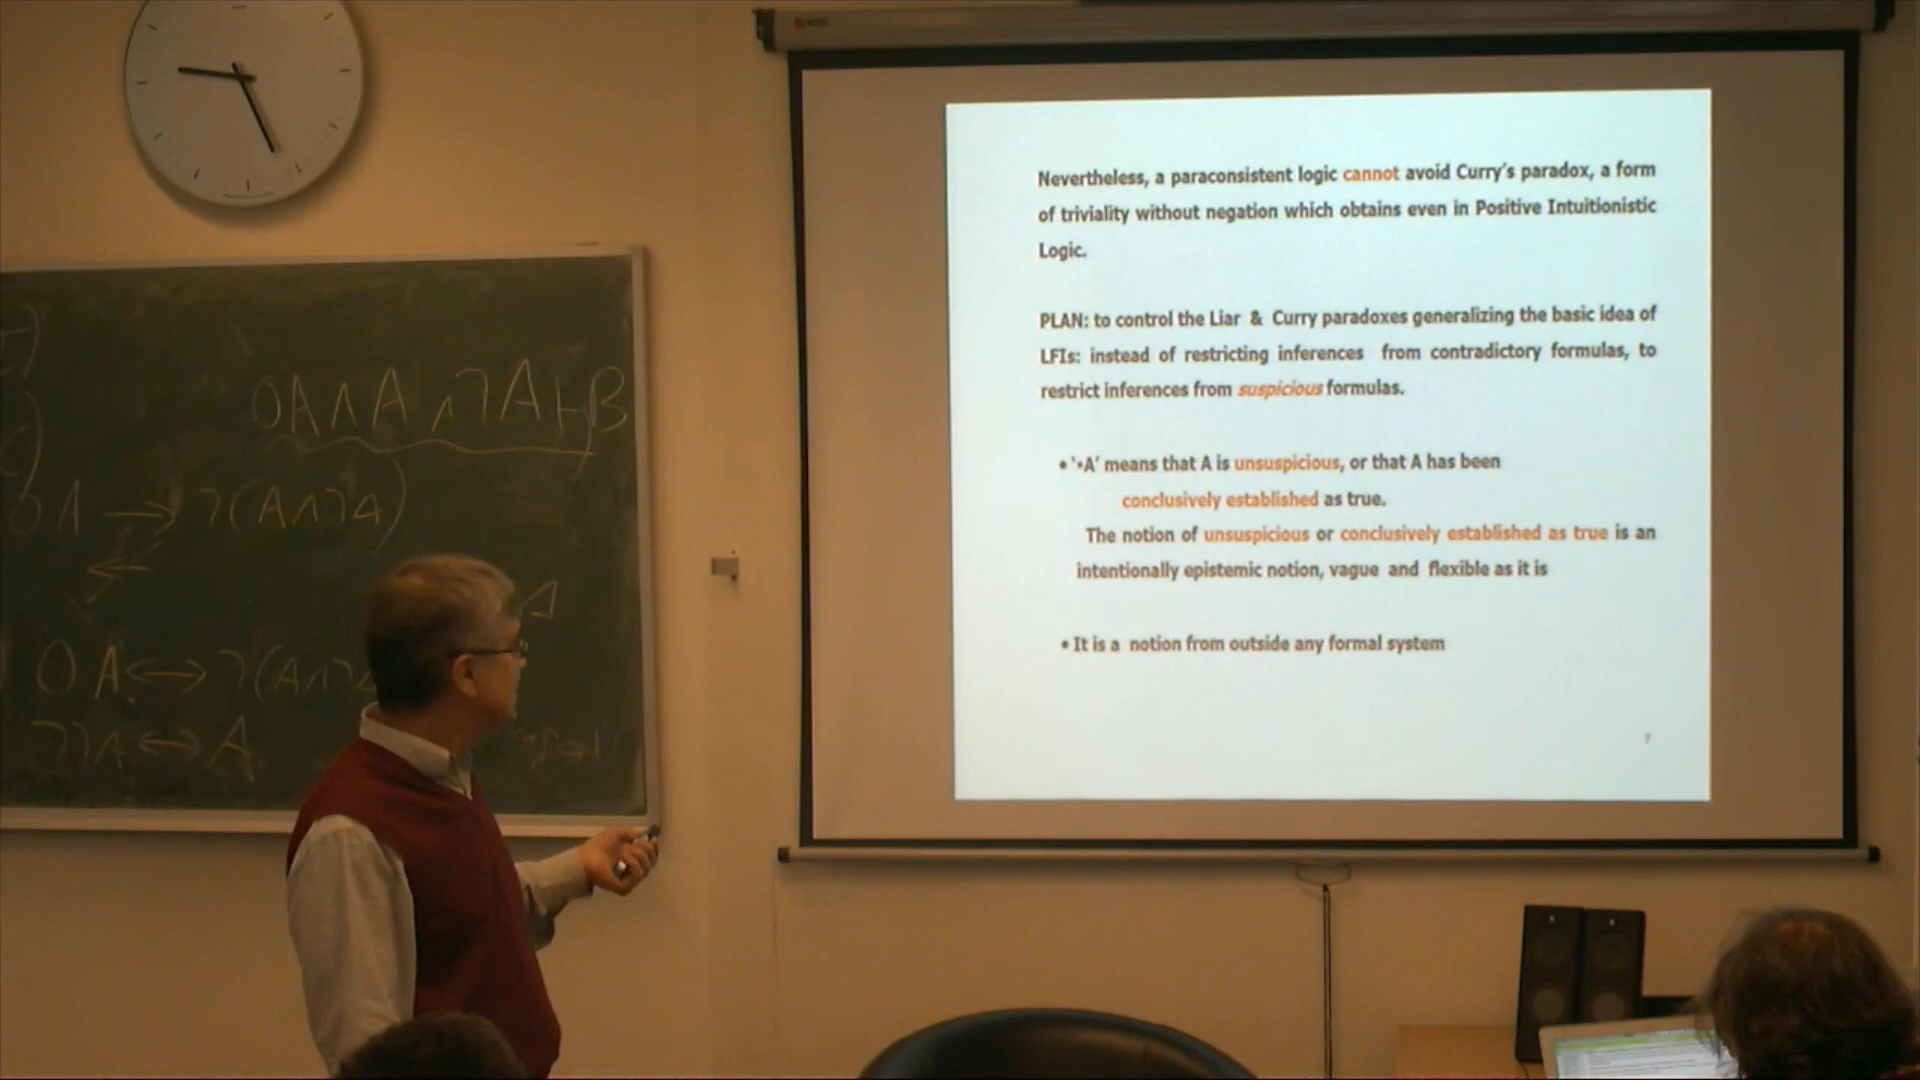 Nevertheless, a paraconsistent logic cannot avoid Curry's paradox, a form
of triviality without negation which obtains even in Positive Intuitionistic
Logic.
PLAN: to control the Liar & Curry paradoxes generalizing the basic idea of
LFIs: instead of restricting inferences from contradictory formulas, to
restrict inferences from suspicious formulas.
• '•A' means that A is unsuspicious, or that A has been
conclusively established as true.
The notion of unsuspicious or conclusively established as true is an
intentionally epistemic notion, vague and flexible as it is
• It is a notion from outside any formal system
7
OA∧A∧¬A⊢B
OA → ¬(A∧¬A)
←
OA↔¬(A∧¬
¬¬A↔A